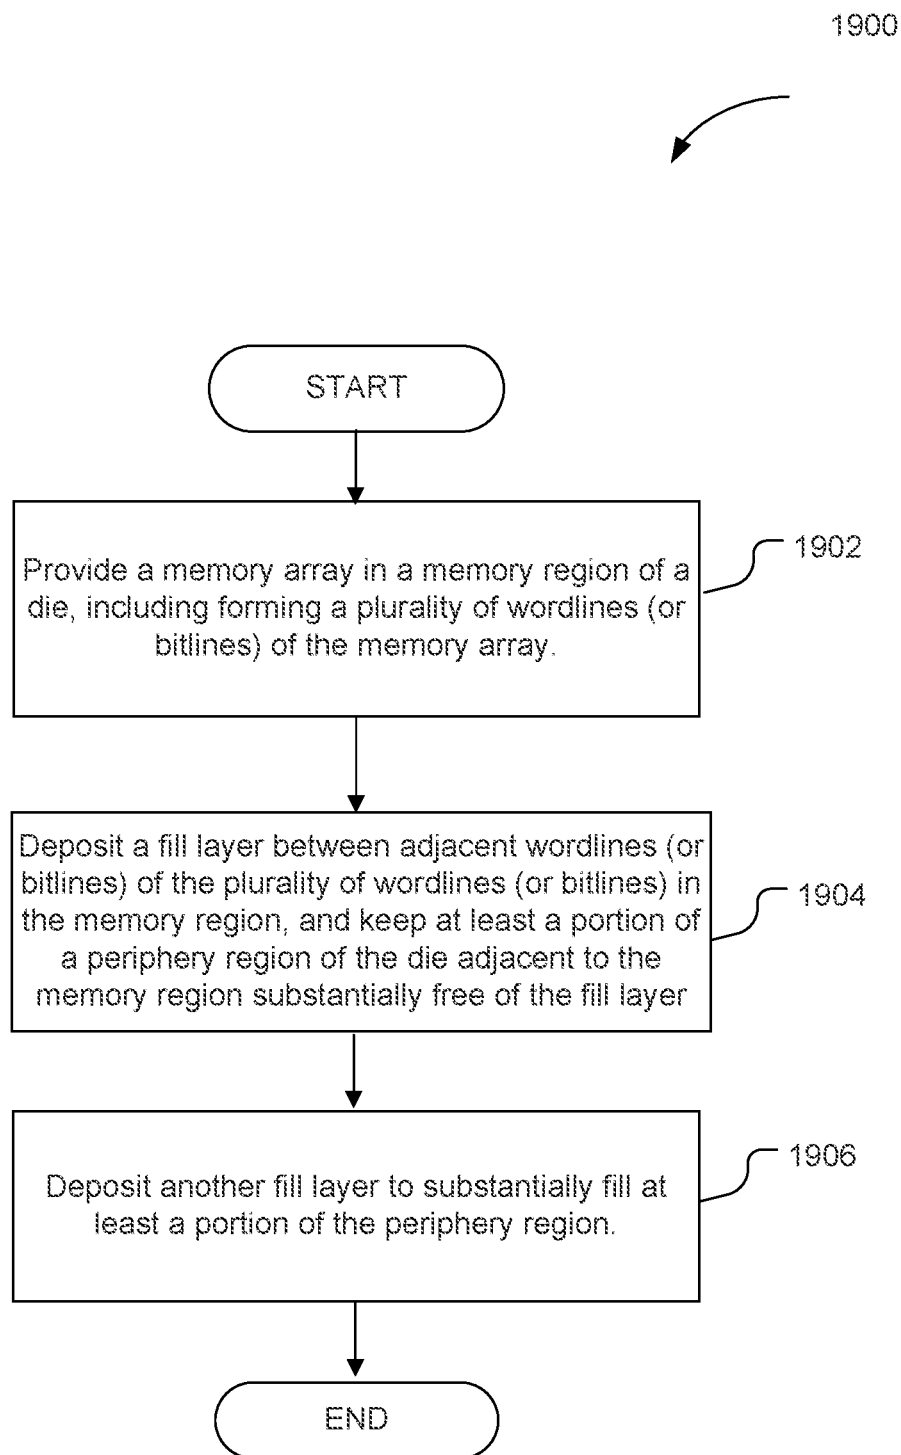 1900
START
Provide a memory array in a memory region of a
die, including forming a plurality of wordlines (or
bitlines) of the memory array.
1902
Deposit a fill layer between adjacent wordlines (or
bitlines) of the plurality of wordlines (or bitlines) in
the memory region, and keep at least a portion of
a periphery region of the die adjacent to the
memory region substantially free of the fill layer
1904
Deposit another fill layer to substantially fill at
least a portion of the periphery region.
1906
END